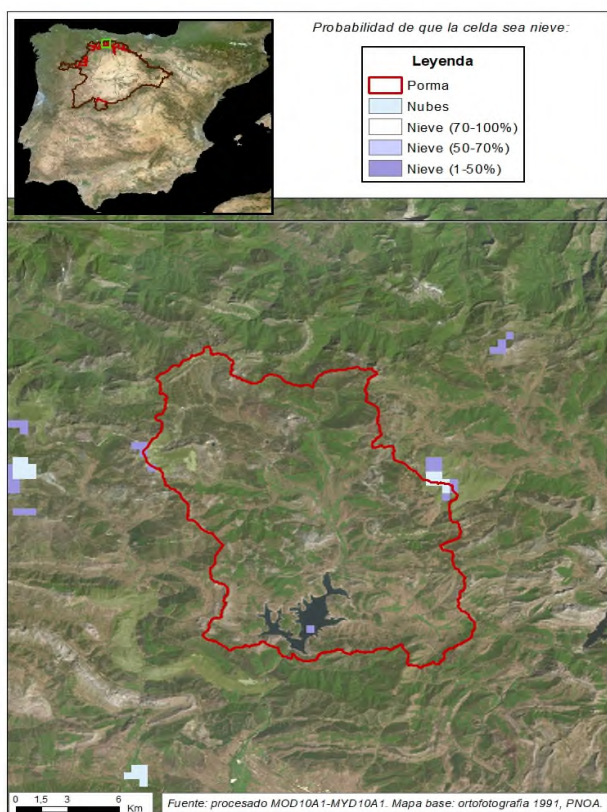 Probabilidad de que la celda sea nieve:
Leyenda
Porma
Nubes
Nieve (70-100%)
Nieve (50-70%)
Nieve (1-50%)
0 1,5 3 6
Km
Fuente: procesado MOD10A1-MYD10A1. Mapa base: ortofotografia 1991, PNOA